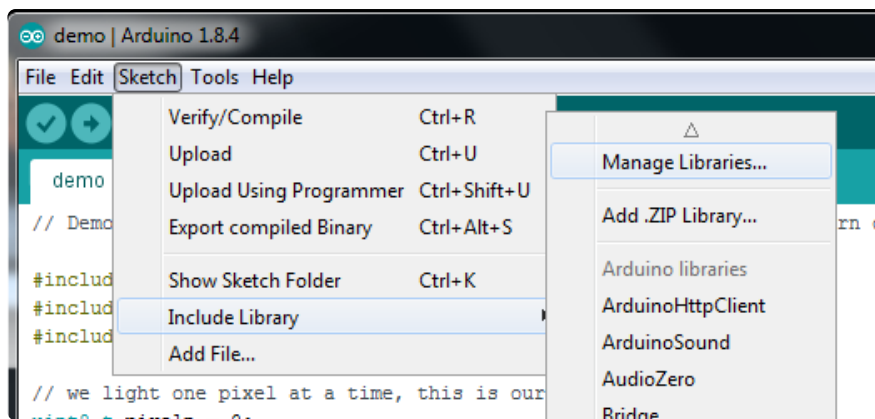 demo | Arduino 1.8.4
File Edit Sketch Tools Help
Verify/Compile Ctrl+R
Upload Ctrl+U
Upload Using Programmer Ctrl+Shift+U
Export compiled Binary Ctrl+Alt+S
Show Sketch Folder Ctrl+K
Include Library
Add File...
Manage Libraries...
Add .ZIP Library...
Arduino libraries
ArduinoHttpClient
ArduinoSound
AudioZero
Bridge
demo
// Demo
#includ
#includ
#includ
// we light one pixel at a time, this is our